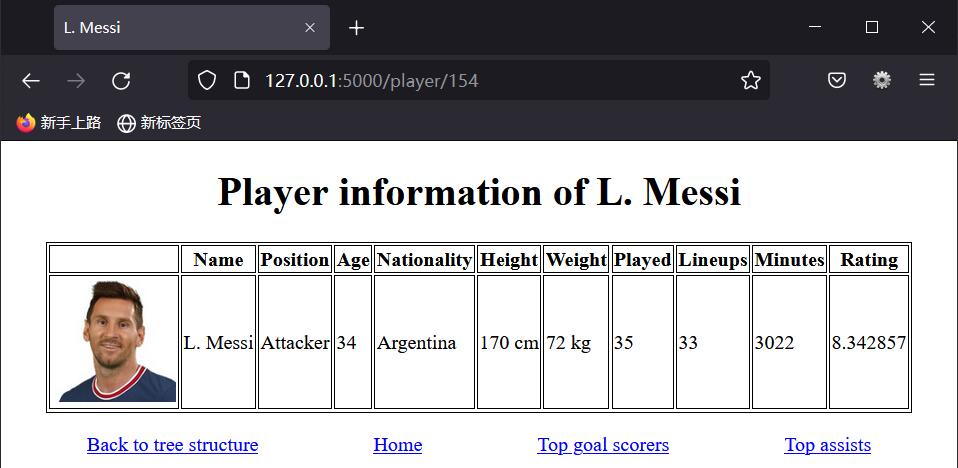 L. Messi
127.0.0.1:5000/player/154
新手上路 新标签页
Player information of L. Messi
Name Position Age Nationality Height Weight Played Lineups Minutes Rating
L. Messi Attacker 34 Argentina 170 cm 72 kg 35 33 3022 8.342857
Back to tree structure Home Top goal scorers Top assists